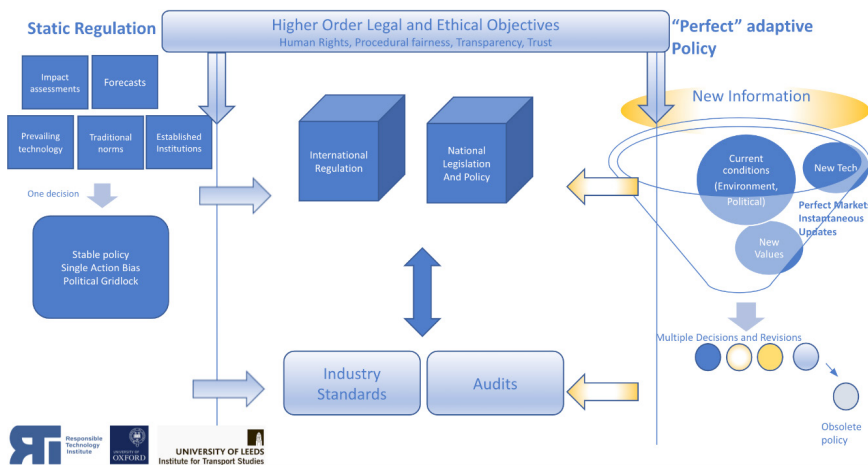 Static Regulation
Higher Order Legal and Ethical Objectives
Human Rights, Procedural fairness, Transparency, Trust
“Perfect” adaptive
Policy
Impact
assessments
Forecasts
Prevailing
technology
Traditional
norms
Established
Institutions
One decision
Stable policy
Single Action Bias
Political Gridlock
International
Regulation
National
Legislation
And Policy
Industry
Standards
Audits
New Information
Current
conditions
(Environment,
Political)
New Tech
Perfect Markets
Instantaneous
Updates
New
Values
Multiple Decisions and Revisions
Obsolete
policy
RTI
Responsible
Technology
Institute
UNIVERSITY OF
OXFORD
UNIVERSITY OF LEEDS
Institute for Transport Studies